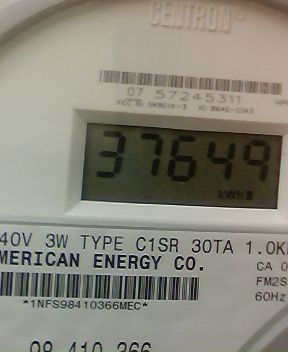 CENTRON
07 57245311
37649
kWh
40V 3W TYPE C1SR 30TA 1.0K
MERICAN ENERGY CO.
CA 0
FM2S
60Hz
*1NFS98410366MEC*
98 410 366